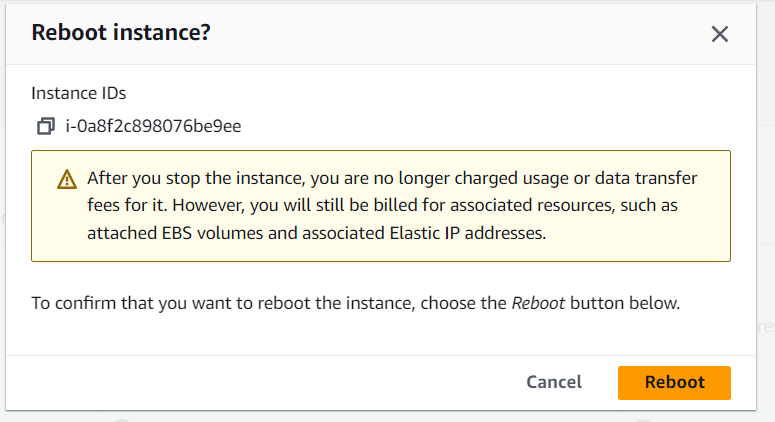 Reboot instance?
Instance IDs
i-0a8f2c898076be9ee
After you stop the instance, you are no longer charged usage or data transfer
fees for it. However, you will still be billed for associated resources, such as
attached EBS volumes and associated Elastic IP addresses.
To confirm that you want to reboot the instance, choose the Reboot button below.
Cancel
Reboot